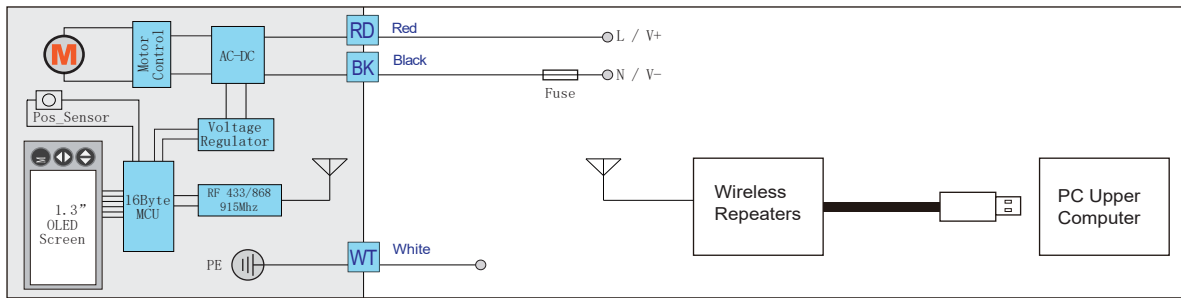 M
Motor
Control
AC-DC
RD
Red
L / V+
BK
Black
N / V-
Fuse
Pos_Sensor
Voltage
Regulator
M
1.3”
OLED
Screen
16Byte
MCU
RF 433/868
915Mhz
PE
WT
White
Wireless
Repeaters
PC Upper
Computer